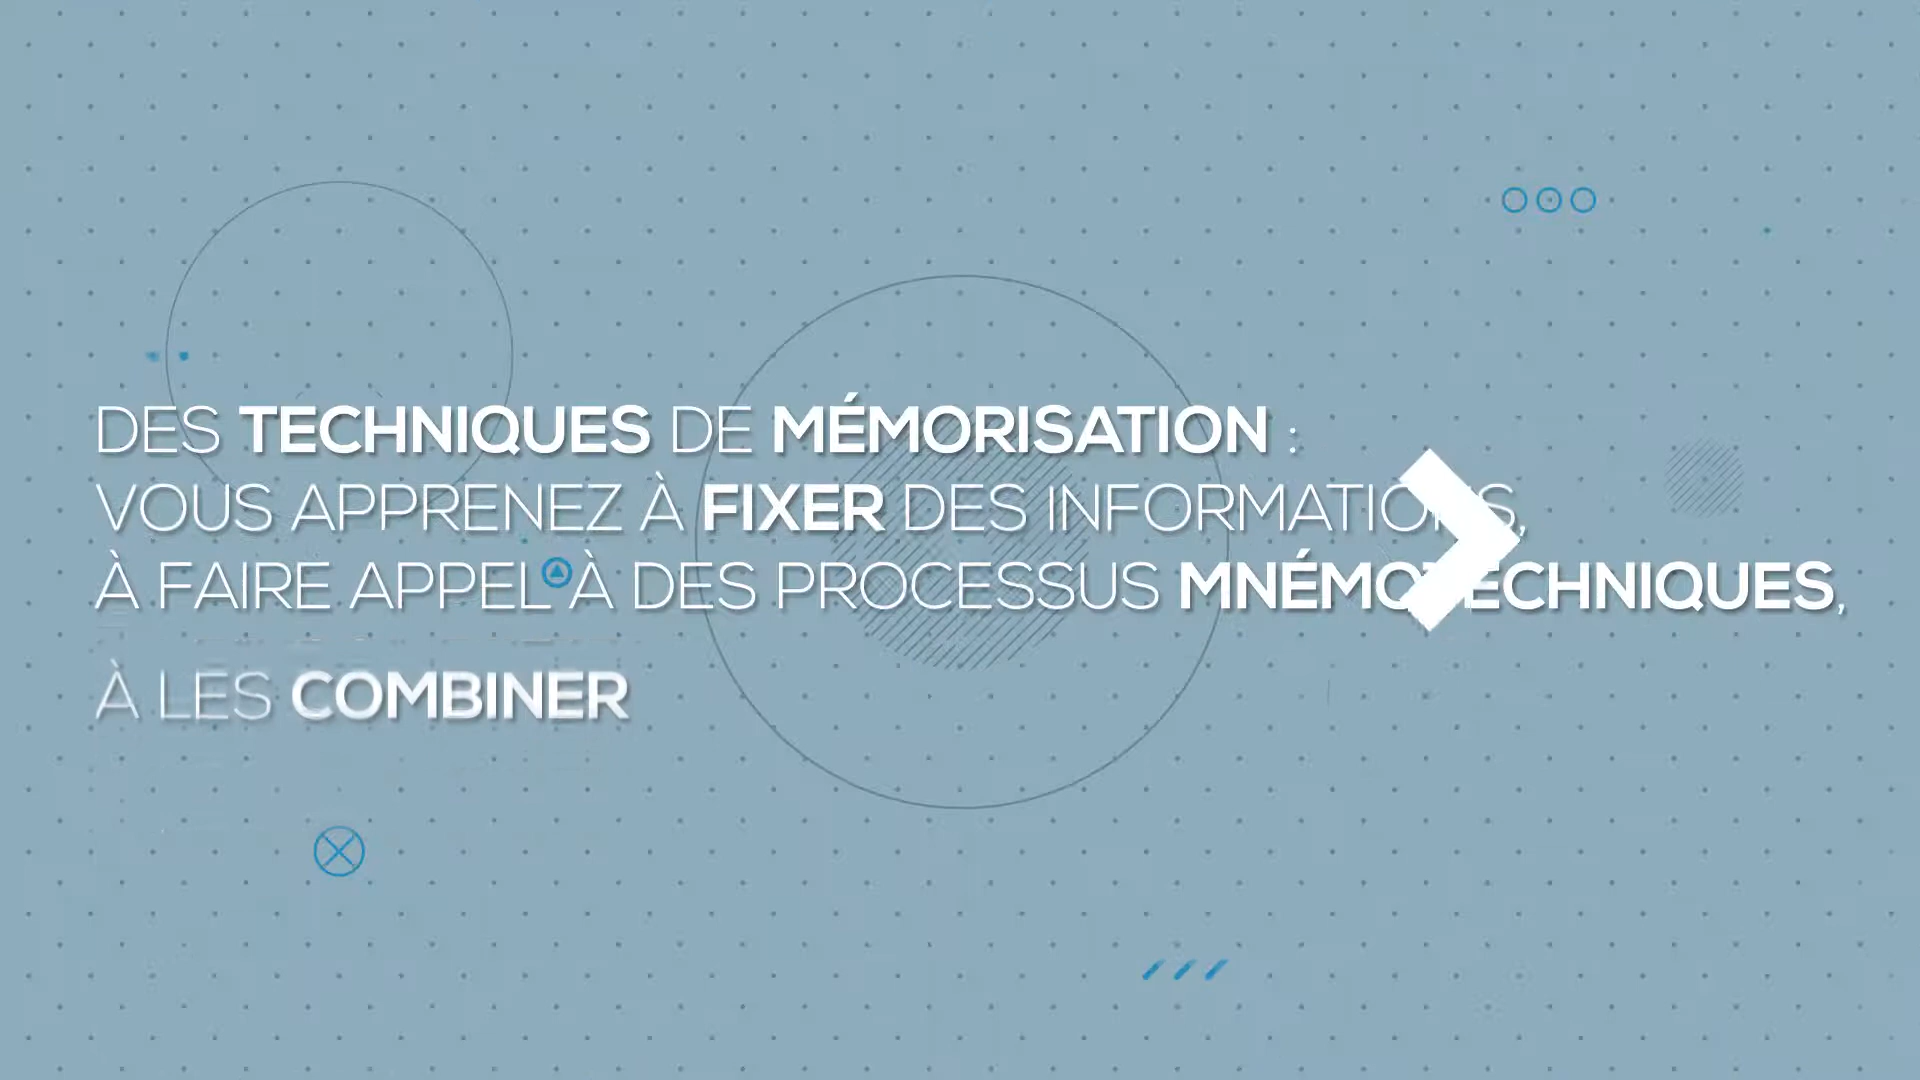 DES TECHNIQUES DE MÉMORISATION :
VOUS APPRENEZ À FIXER DES INFORMATIONS,
À FAIRE APPEL À DES PROCESSUS MNÉMOTECHNIQUES,
À LES COMBINER